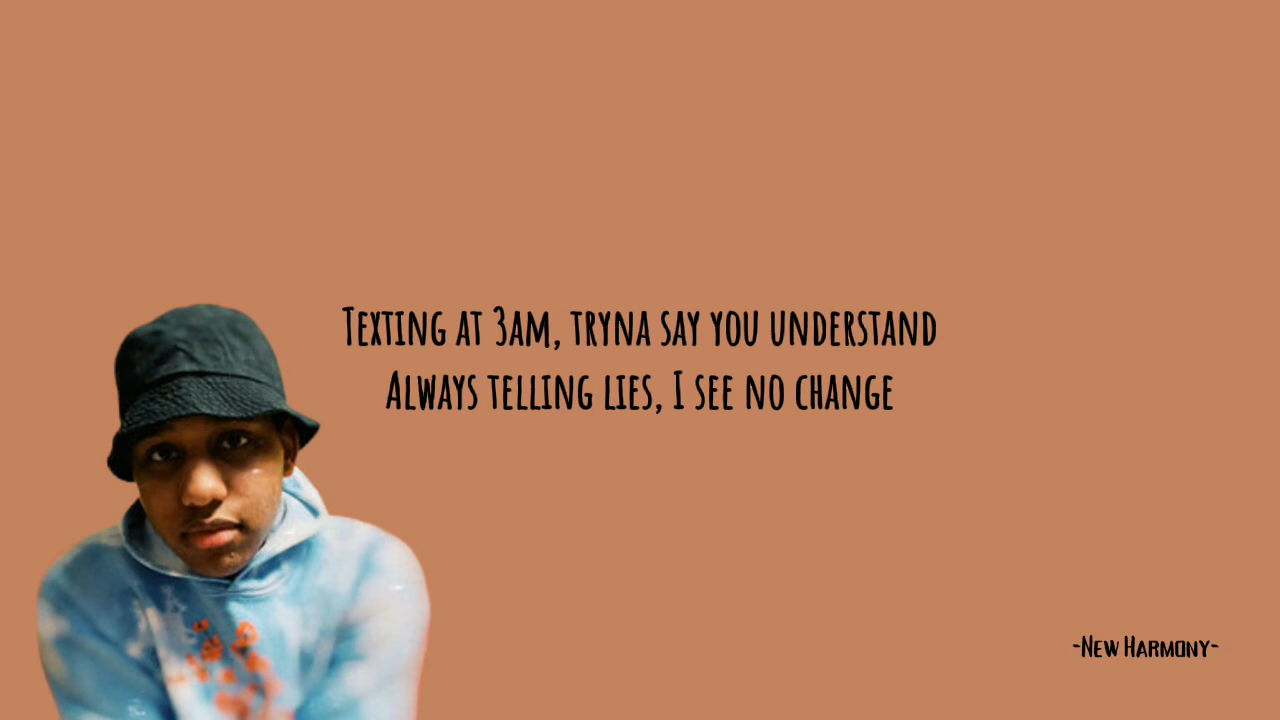 Texting at 3am, tryna say you understand
Always telling lies, I see no change
-New Harmony-